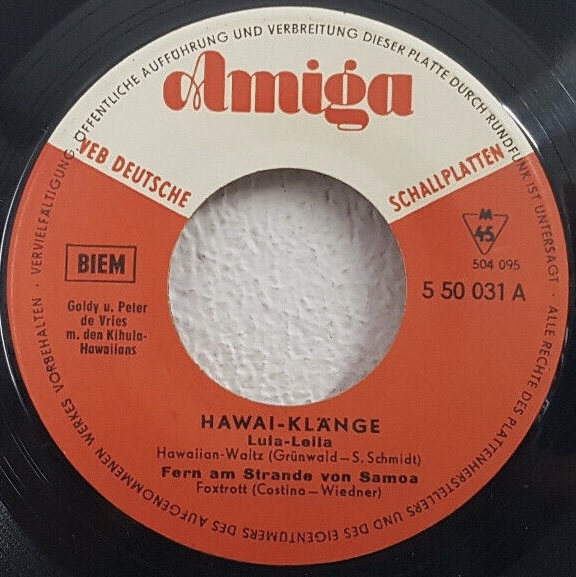 ALLE RECHTE DES PLATTENHERSTELLERS UND DES EIGENTÜMERS DES AUFGENOMMENEN WERKES VORBEHALTEN · VERVIELFÄLTIGUNG, ÖFFENTLICHE AUFFÜHRUNG UND VERBREITUNG DIESER PLATTE DURCH RUNDFUNK IST UNTERSAGT ·
Amiga
VEB DEUTSCHE SCHALLPLATTEN
M
45
504 095
5 50 031 A
BIEM
Goldy u. Peter
de Vries
m. den Kihula-
Hawaiians
HAWAI-KLÄNGE
Lula-Leila
Hawaiian-Waltz (Grünwald—S. Schmidt)
Fern am Strande von Samoa
Foxtrott (Costino—Wiedner)